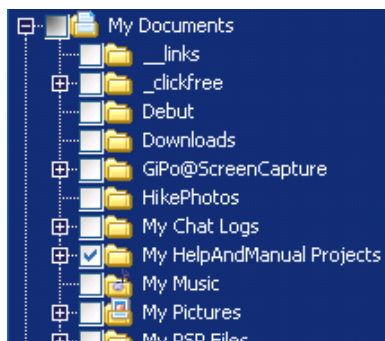 My Documents
__links
_clickfree
Debut
Downloads
GiPo@ScreenCapture
HikePhotos
My Chat Logs
My HelpAndManual Projects
My Music
My Pictures
My PSP Files